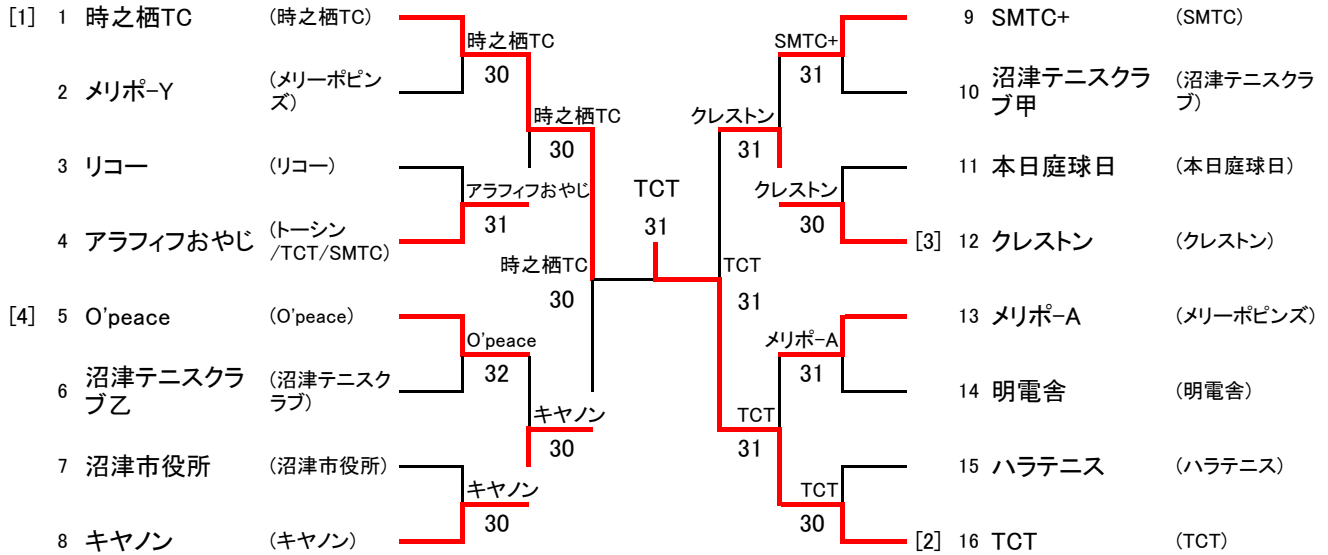 [1] 1 時之栖TC (時之栖TC)
2 メリポ-Y (メリーポピン
ズ)
3 リコー (リコー)
4 アラフィフおやじ (トーシン
/TCT/SMTC)
[4] 5 O'peace (O'peace)
6 沼津テニスクラ
ブ乙 (沼津テニスク
ラブ)
7 沼津市役所 (沼津市役所)
8 キヤノン (キヤノン)
時之栖TC
30
アラフィフおやじ
31
O'peace
32
キヤノン
30
時之栖TC
30
キヤノン
30
時之栖TC
30
TCT
31
TCT
31
クレストン
31
TCT
31
SMTC+
31
クレストン
30
メリポ-A
31
TCT
30
9 SMTC+ (SMTC)
10 沼津テニスクラ
ブ甲 (沼津テニスクラ
ブ)
11 本日庭球日 (本日庭球日)
[3] 12 クレストン (クレストン)
13 メリポ-A (メリーポピンズ)
14 明電舎 (明電舎)
15 ハラテニス (ハラテニス)
[2] 16 TCT (TCT)